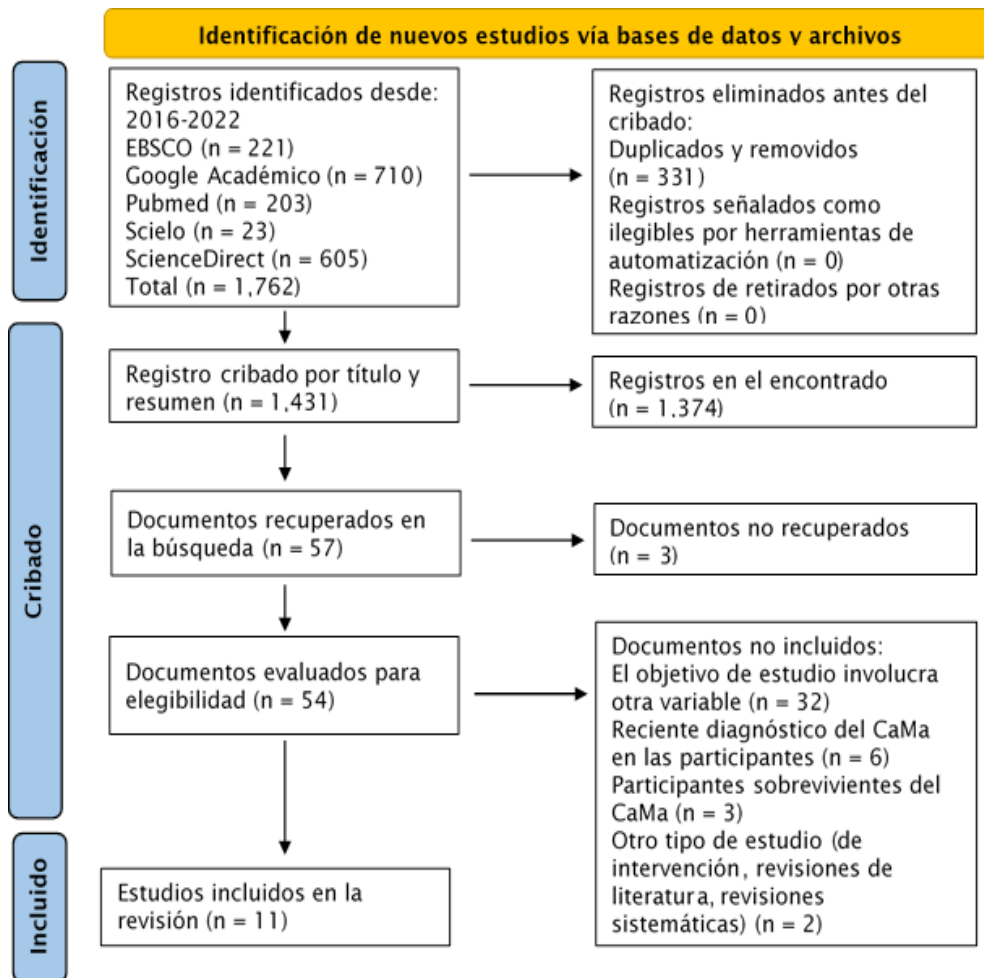 Identificación de nuevos estudios vía bases de datos y archivos
Identificación
Registros identificados desde:
2016-2022
EBSCO (n = 221)
Google Académico (n = 710)
Pubmed (n = 203)
Scielo (n = 23)
ScienceDirect (n = 605)
Total (n = 1,762)
Registros eliminados antes del
cribado:
Duplicados y removidos
(n = 331)
Registros señalados como
ilegibles por herramientas de
automatización (n = 0)
Registros de retirados por otras
razones (n = 0)
Cribado
Registro cribado por título y
resumen (n = 1,431)
Registros en el encontrado
(n = 1,374)
Documentos recuperados en
la búsqueda (n = 57)
Documentos no recuperados
(n = 3)
Documentos evaluados para
elegibilidad (n = 54)
Documentos no incluidos:
El objetivo de estudio involucra
otra variable (n = 32)
Reciente diagnóstico del CaMa
en las participantes (n = 6)
Participantes sobrevivientes del
CaMa (n = 3)
Otro tipo de estudio (de
intervención, revisiones de
literatura, revisiones
sistemáticas) (n = 2)
Incluido
Estudios incluidos en la
revisión (n = 11)